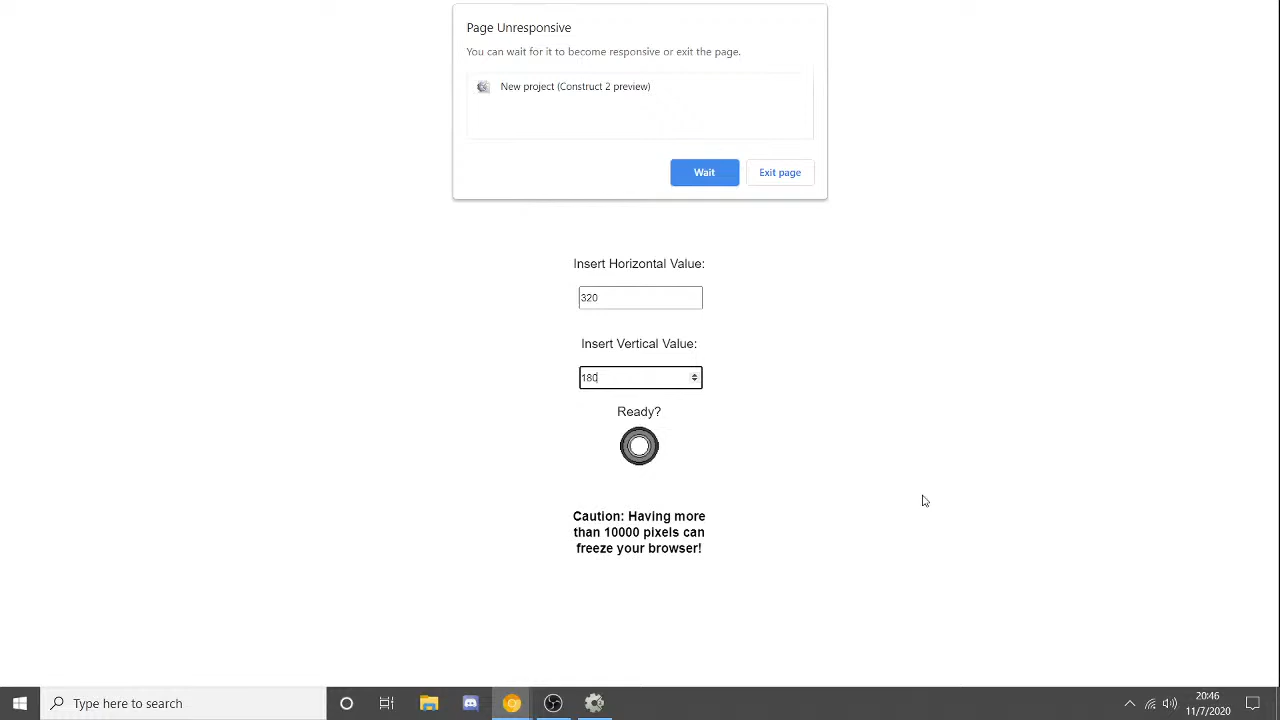 Page Unresponsive
You can wait for it to become responsive or exit the page.
New project (Construct 2 preview)
Wait
Exit page
Insert Horizontal Value:
320
Insert Vertical Value:
180
Ready?
Caution: Having more
than 10000 pixels can
freeze your browser!
Type here to search
20:46
11/7/2020